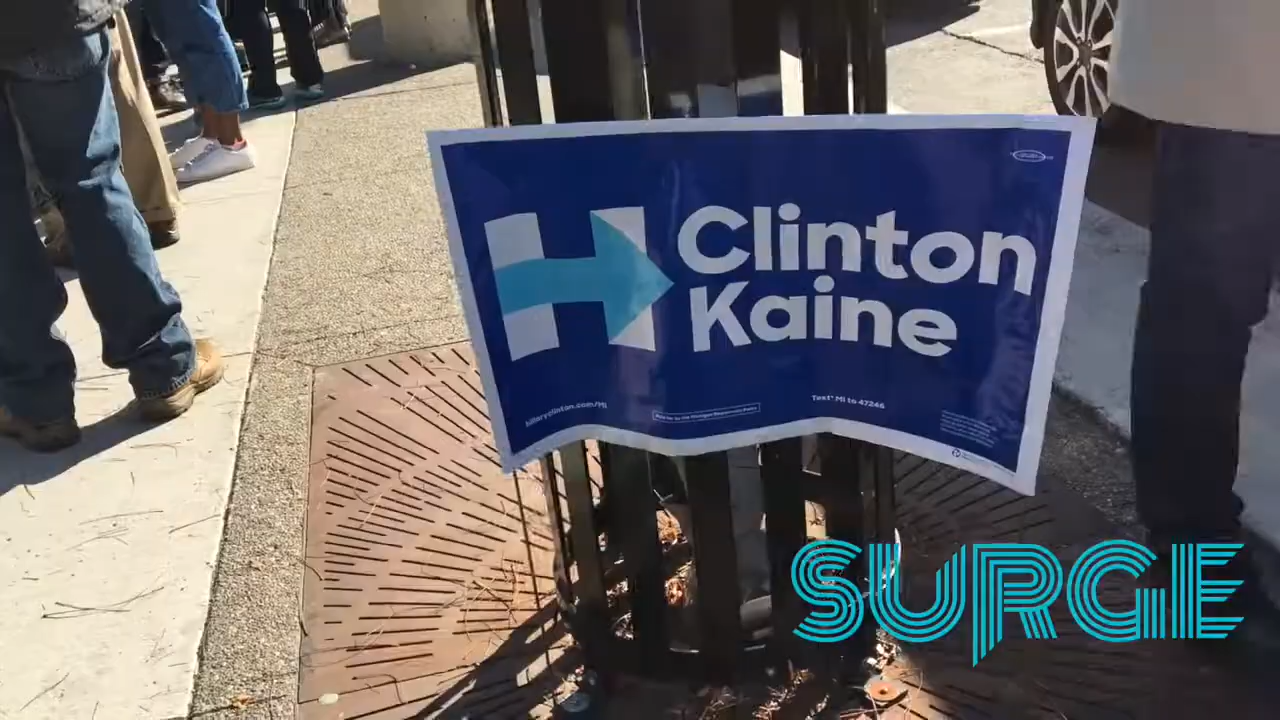 Clinton
Kaine
hillaryclinton.com/MI
Text* MI to 47246
SURGE